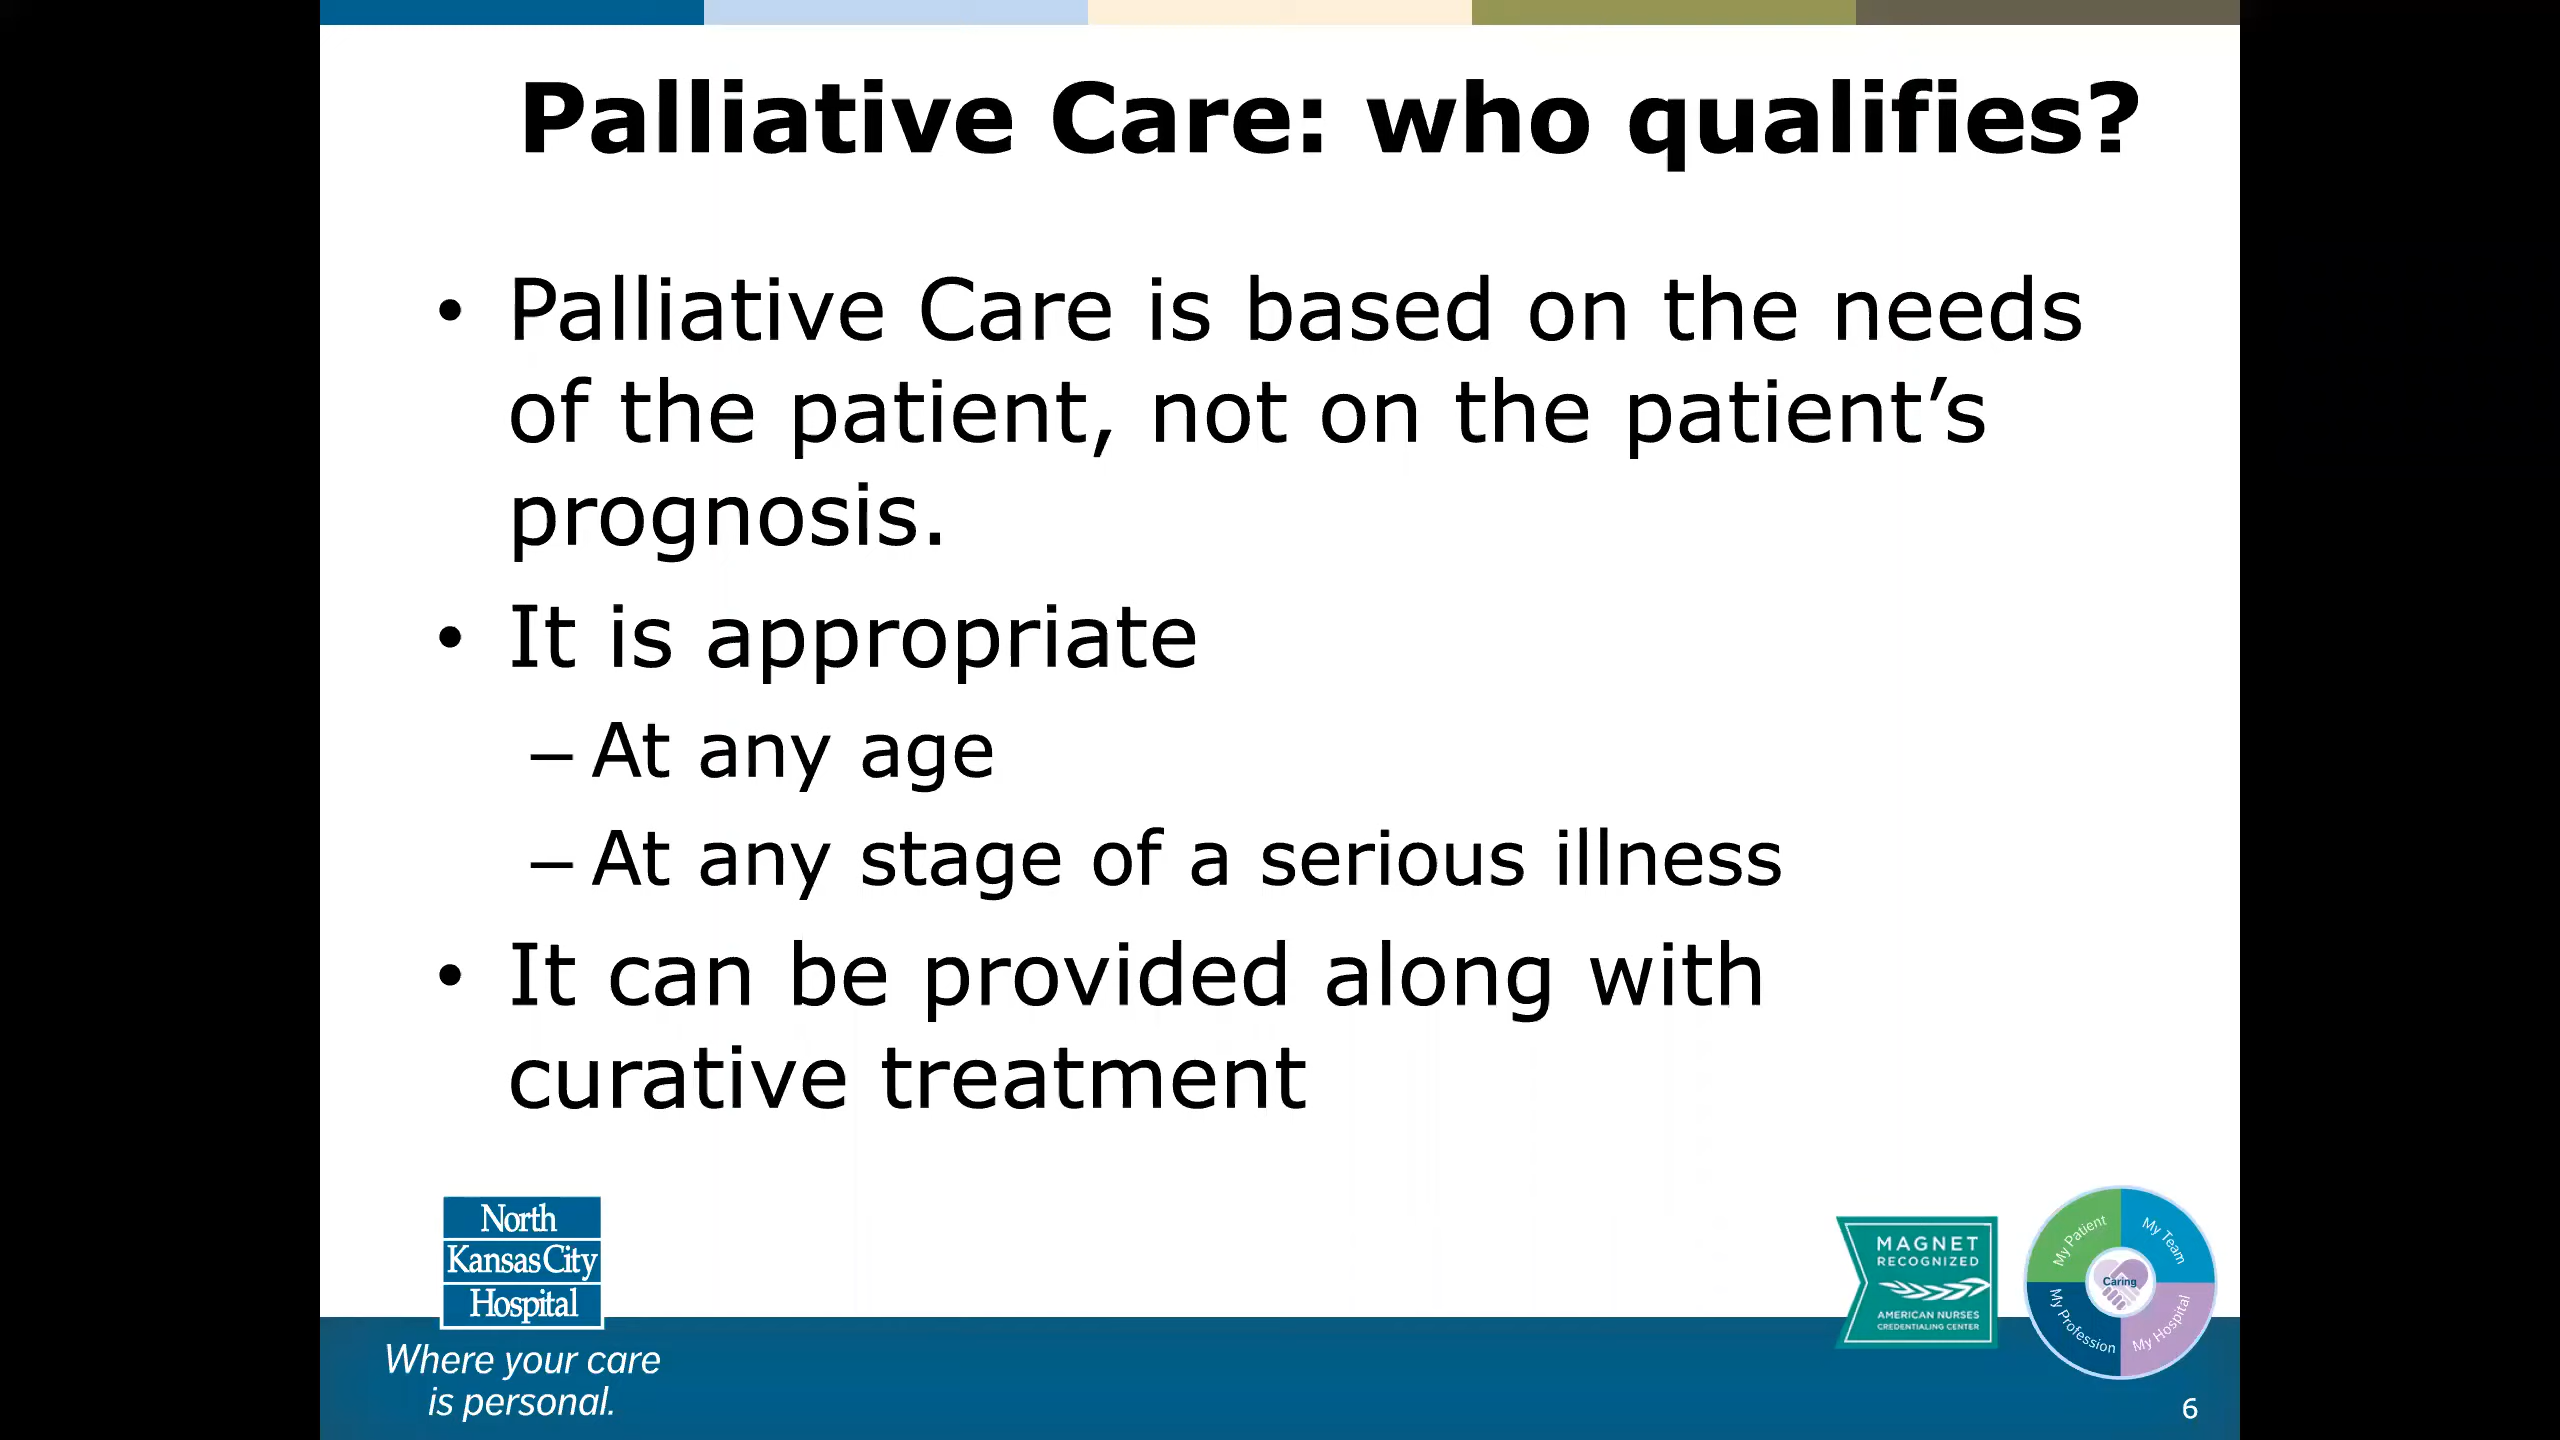 Palliative Care: who qualifies?
• Palliative Care is based on the needs
of the patient, not on the patient’s
prognosis.
• It is appropriate
– At any age
– At any stage of a serious illness
• It can be provided along with
curative treatment
North
Kansas City
Hospital
Where your care
is personal.
MAGNET
RECOGNIZED
AMERICAN NURSES
CREDENTIALING CENTER
My Patient
My Team
Caring
My Profession
My Hospital
6